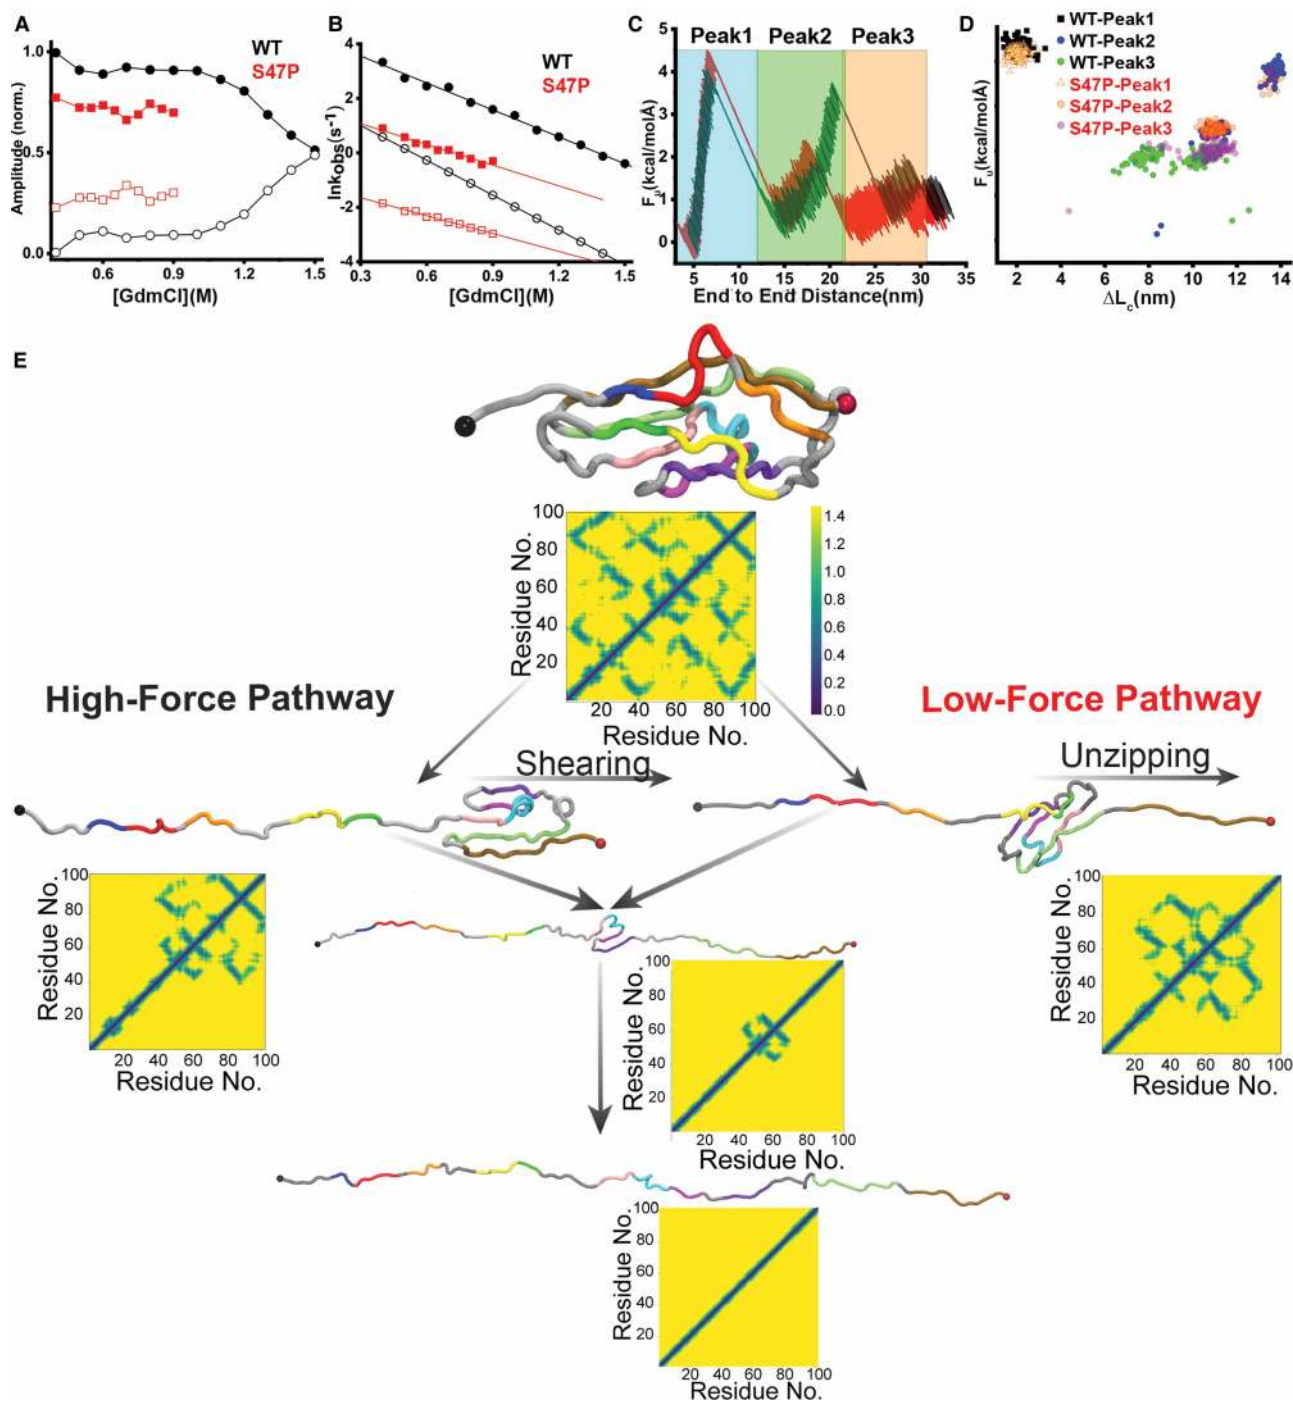 A
WT
S47P
Amplitude (norm.)
1.0
0.5
0.0
0.6 0.9 1.2 1.5
[GdmCl](M)
B
WT
S47P
lnkobs(s-1)
4
2
0
-2
-4
0.3 0.6 0.9 1.2 1.5
[GdmCl](M)
C
Peak1 Peak2 Peak3
Fu(kcal/molÅ)
5
4
3
2
1
0
5 10 15 20 25 30 35
End to End Distance(nm)
D
WT-Peak1
WT-Peak2
WT-Peak3
S47P-Peak1
S47P-Peak2
S47P-Peak3
Fu(kcal/molÅ)
2 4 6 8 10 12 14
ΔLc(nm)
E
Residue No.
100
80
60
40
20
20 40 60 80 100
Residue No.
1.4
1.2
1.0
0.8
0.6
0.4
0.2
0.0
High-Force Pathway
Low-Force Pathway
Shearing
Unzipping
Residue No.
100
80
60
40
20
20 40 60 80 100
Residue No.
Residue No.
100
80
60
40
20
20 40 60 80 100
Residue No.
Residue No.
100
80
60
40
20
20 40 60 80 100
Residue No.
Residue No.
100
80
60
40
20
20 40 60 80 100
Residue No.